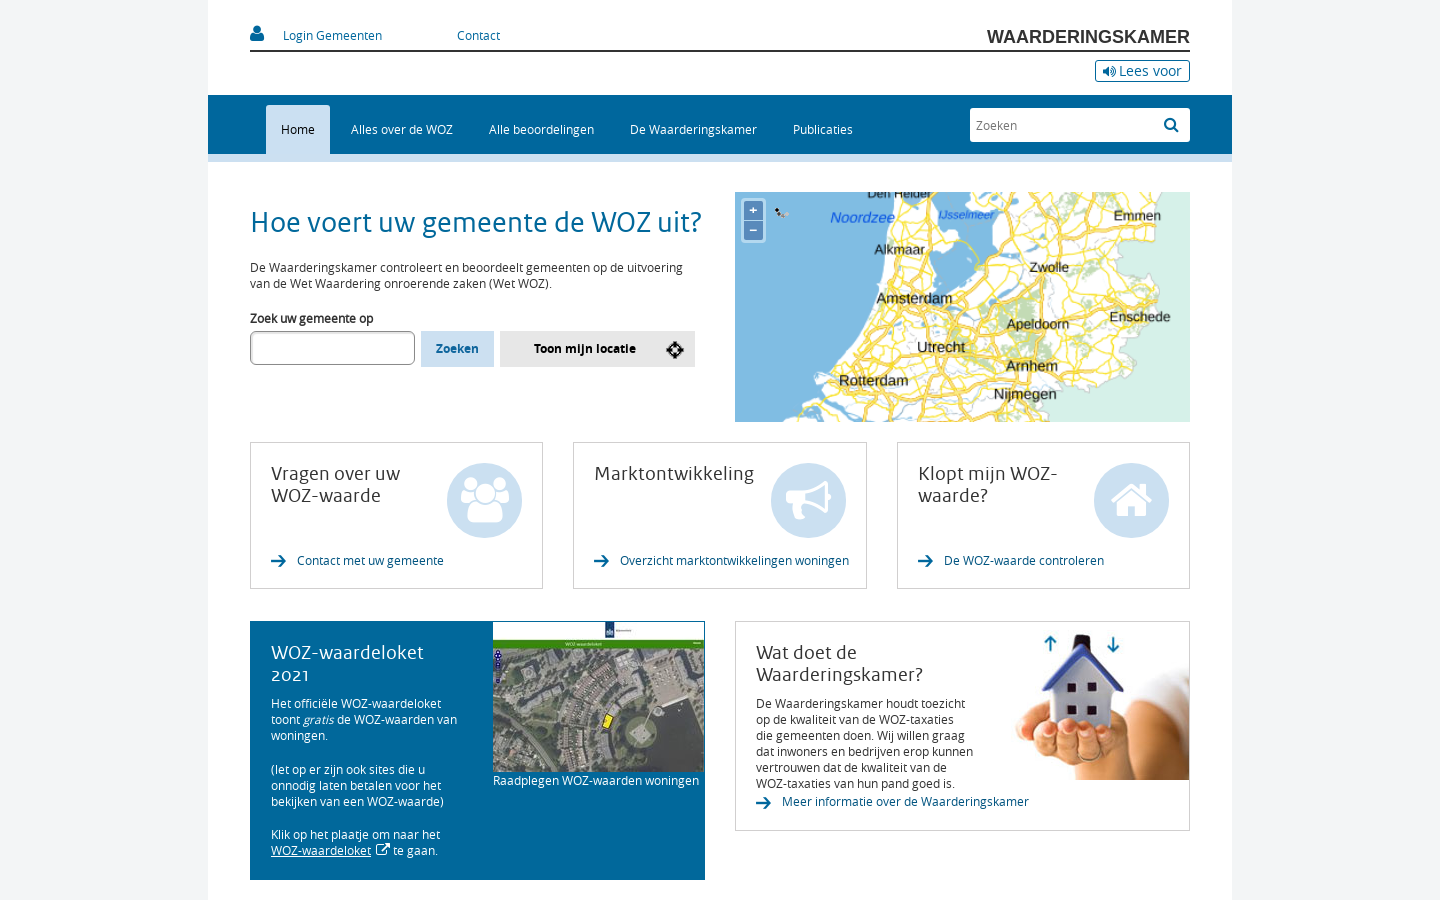 Login Gemeenten
Contact
WAARDERINGSKAMER
Lees voor
Home
Alles over de WOZ
Alle beoordelingen
De Waarderingskamer
Publicaties
Zoeken
Hoe voert uw gemeente de WOZ uit?
De Waarderingskamer controleert en beoordeelt gemeenten op de uitvoering
van de Wet Waardering onroerende zaken (Wet WOZ).
Zoek uw gemeente op
Zoeken
Toon mijn locatie
+
−
Den Helder
Noordzee
IJsselmeer
Emmen
Alkmaar
Zwolle
Amsterdam
Enschede
Apeldoorn
Utrecht
Arnhem
Rotterdam
Nijmegen
Vragen over uw
WOZ-waarde
Contact met uw gemeente
Marktontwikkeling
Overzicht marktontwikkelingen woningen
Klopt mijn WOZ-
waarde?
De WOZ-waarde controleren
WOZ-waardeloket
2021
Het officiële WOZ-waardeloket
toont gratis de WOZ-waarden van
woningen.
(let op er zijn ook sites die u
onnodig laten betalen voor het
bekijken van een WOZ-waarde)
Klik op het plaatje om naar het
WOZ-waardeloket te gaan.
WOZ-waardeloket
Raadplegen WOZ-waarden woningen
Wat doet de
Waarderingskamer?
De Waarderingskamer houdt toezicht
op de kwaliteit van de WOZ-taxaties
die gemeenten doen. Wij willen graag
dat inwoners en bedrijven erop kunnen
vertrouwen dat de kwaliteit van de
WOZ-taxaties van hun pand goed is.
Meer informatie over de Waarderingskamer